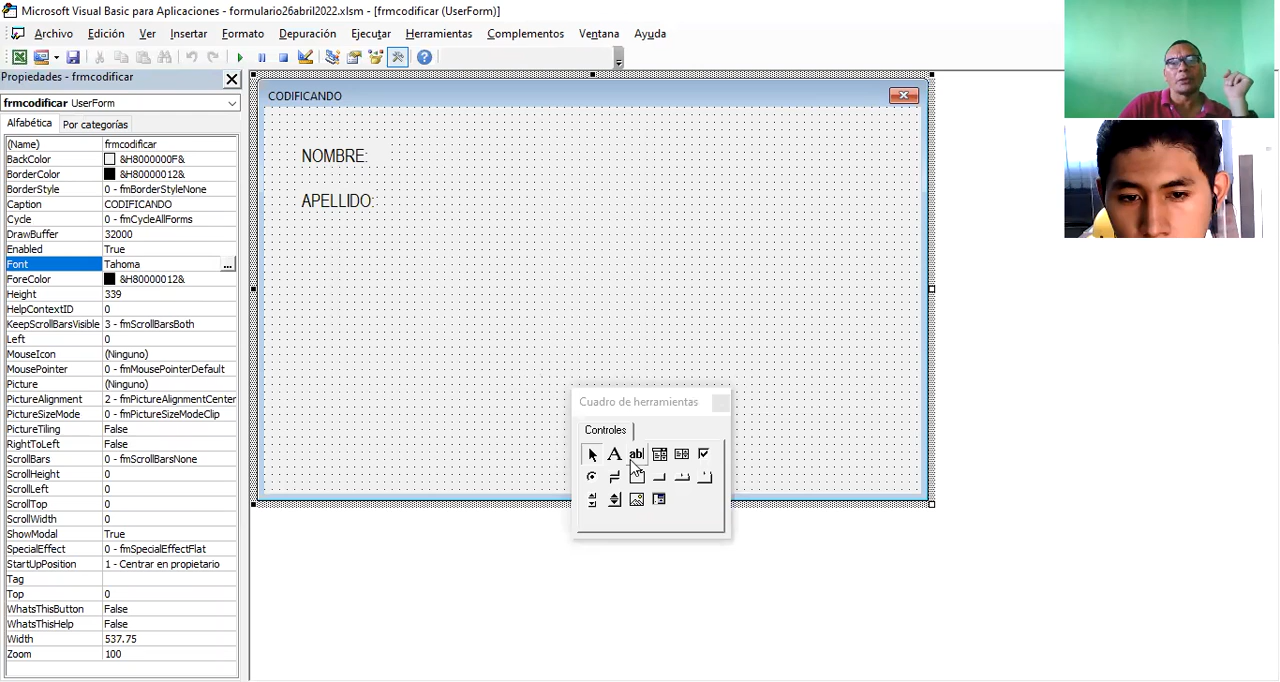 Microsoft Visual Basic para Aplicaciones - formulario26abril2022.xlsm - [frmcodificar (UserForm)]
Archivo Edición Ver Insertar Formato Depuración Ejecutar Herramientas Complementos Ventana Ayuda
Propiedades - frmcodificar
frmcodificar UserForm
Alfabética Por categorías
(Name) frmcodificar
BackColor &H8000000F&
BorderColor &H80000012&
BorderStyle 0 - fmBorderStyleNone
Caption CODIFICANDO
Cycle 0 - fmCycleAllForms
DrawBuffer 32000
Enabled True
Font Tahoma ...
ForeColor &H80000012&
Height 339
HelpContextID 0
KeepScrollBarsVisible 3 - fmScrollBarsBoth
Left 0
MouseIcon (Ninguno)
MousePointer 0 - fmMousePointerDefault
Picture (Ninguno)
PictureAlignment 2 - fmPictureAlignmentCenter
PictureSizeMode 0 - fmPictureSizeModeClip
PictureTiling False
RightToLeft False
ScrollBars 0 - fmScrollBarsNone
ScrollHeight 0
ScrollLeft 0
ScrollTop 0
ScrollWidth 0
ShowModal True
SpecialEffect 0 - fmSpecialEffectFlat
StartUpPosition 1 - Centrar en propietario
Tag
Top 0
WhatsThisButton False
WhatsThisHelp False
Width 537.75
Zoom 100
CODIFICANDO
NOMBRE:
APELLIDO:
Cuadro de herramientas
Controles
A ab